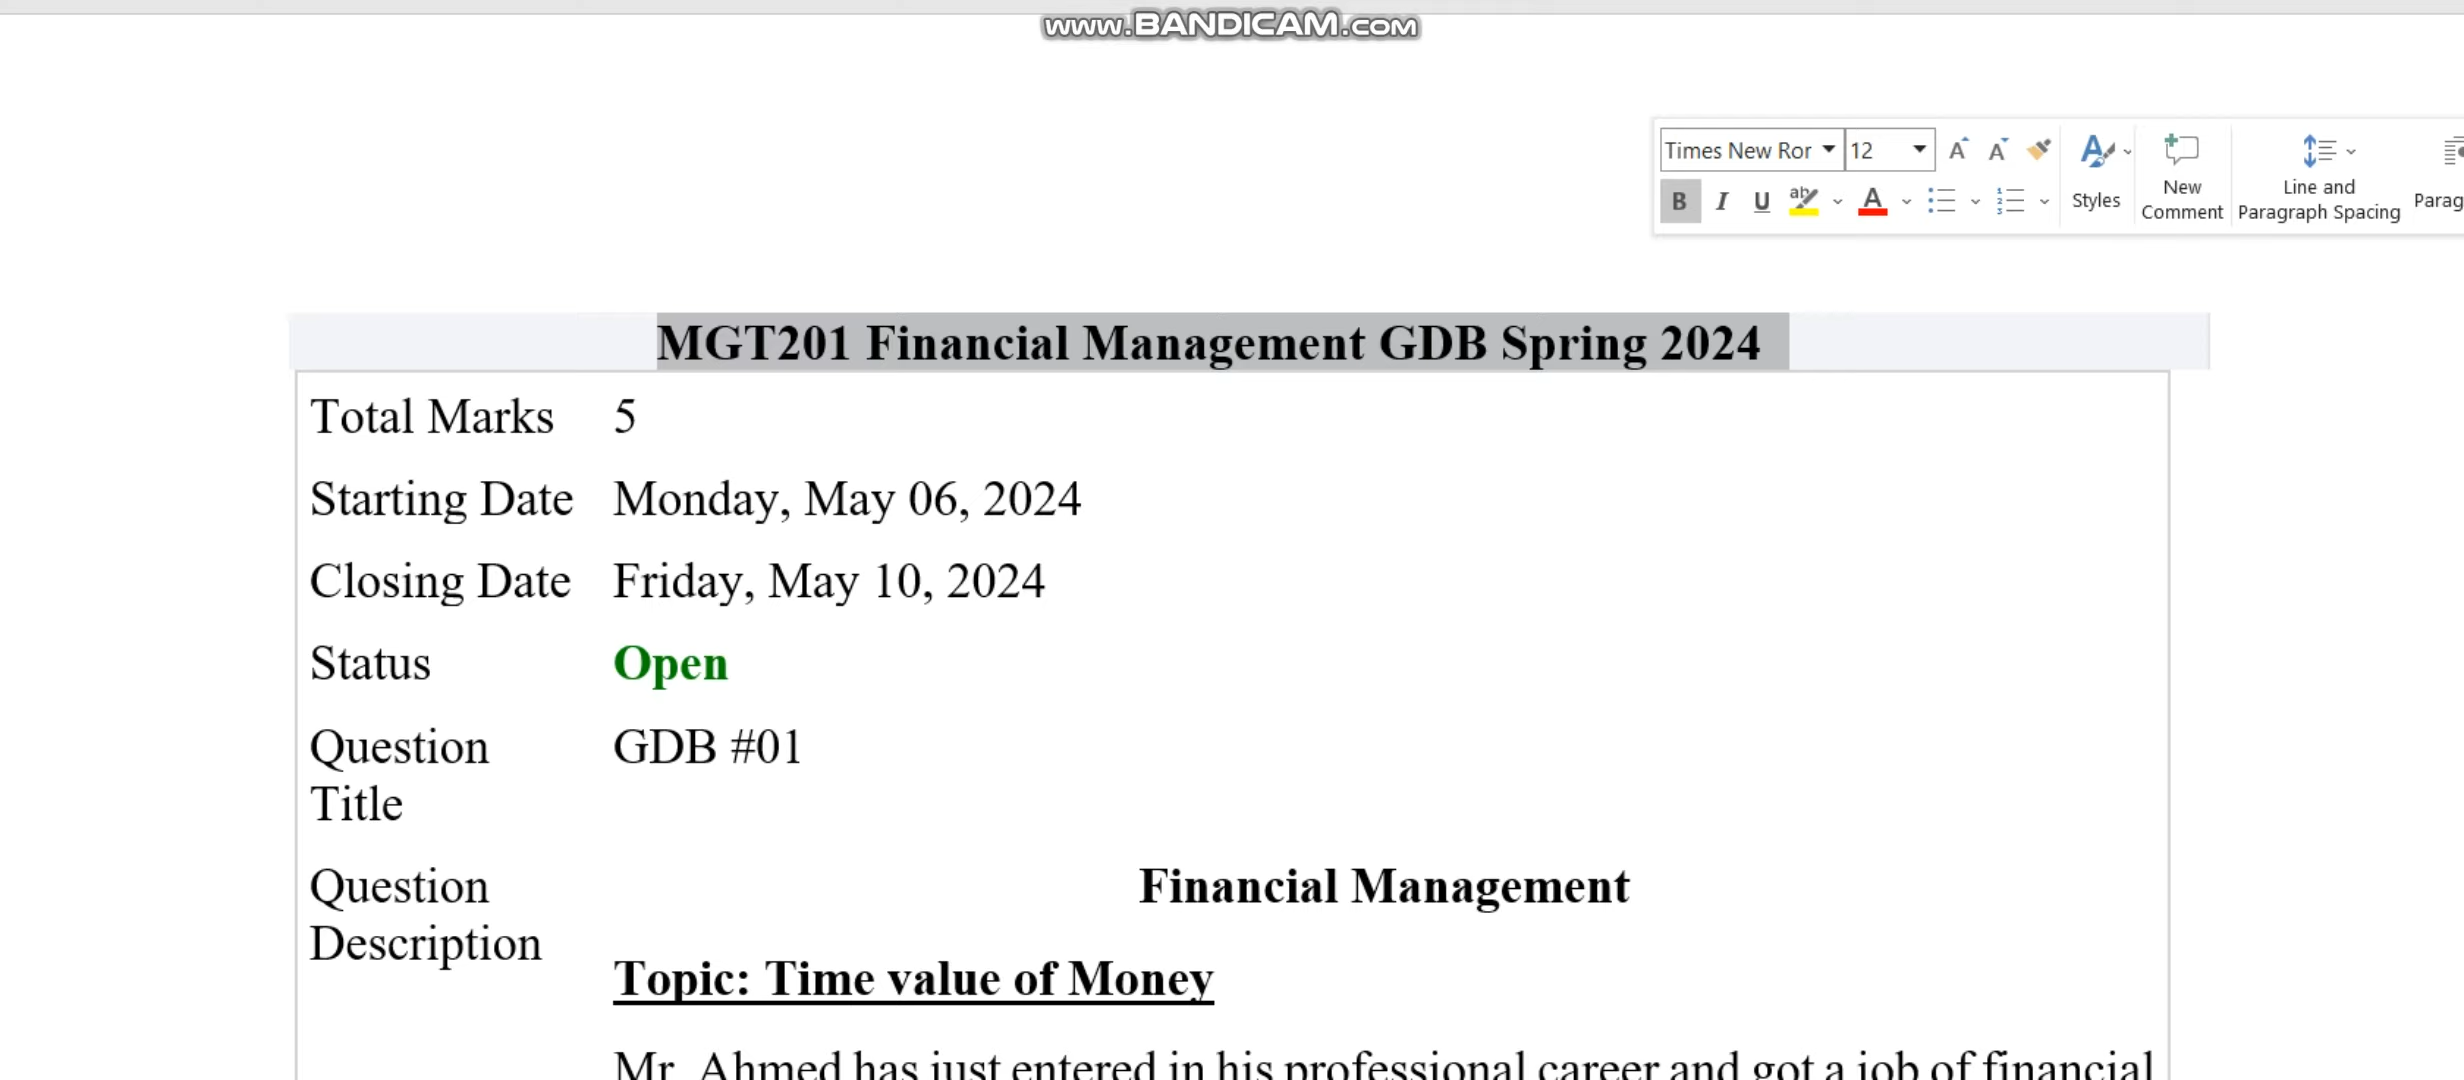 www.BANDICAM.COM
Times New Ror 12
B I U Styles New Comment Line and Paragraph Spacing Parag
MGT201 Financial Management GDB Spring 2024
Total Marks 5
Starting Date Monday, May 06, 2024
Closing Date Friday, May 10, 2024
Status Open
Question Title GDB #01
Question Description Financial Management
Topic: Time value of Money
Mr. Ahmed has just entered in his professional career and got a job of financial